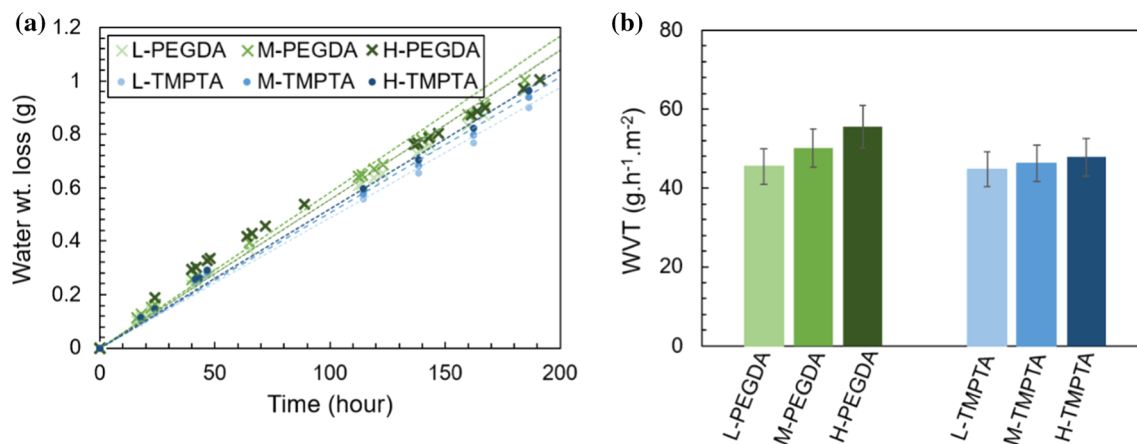 (a)
Water wt. loss (g)
1.2
1
0.8
0.6
0.4
0.2
0
L-PEGDA M-PEGDA H-PEGDA
L-TMPTA M-TMPTA H-TMPTA
0 50 100 150 200
Time (hour)
(b)
WVT (g.h⁻¹.m⁻²)
80
60
40
20
0
L-PEGDA
M-PEGDA
H-PEGDA
L-TMPTA
M-TMPTA
H-TMPTA